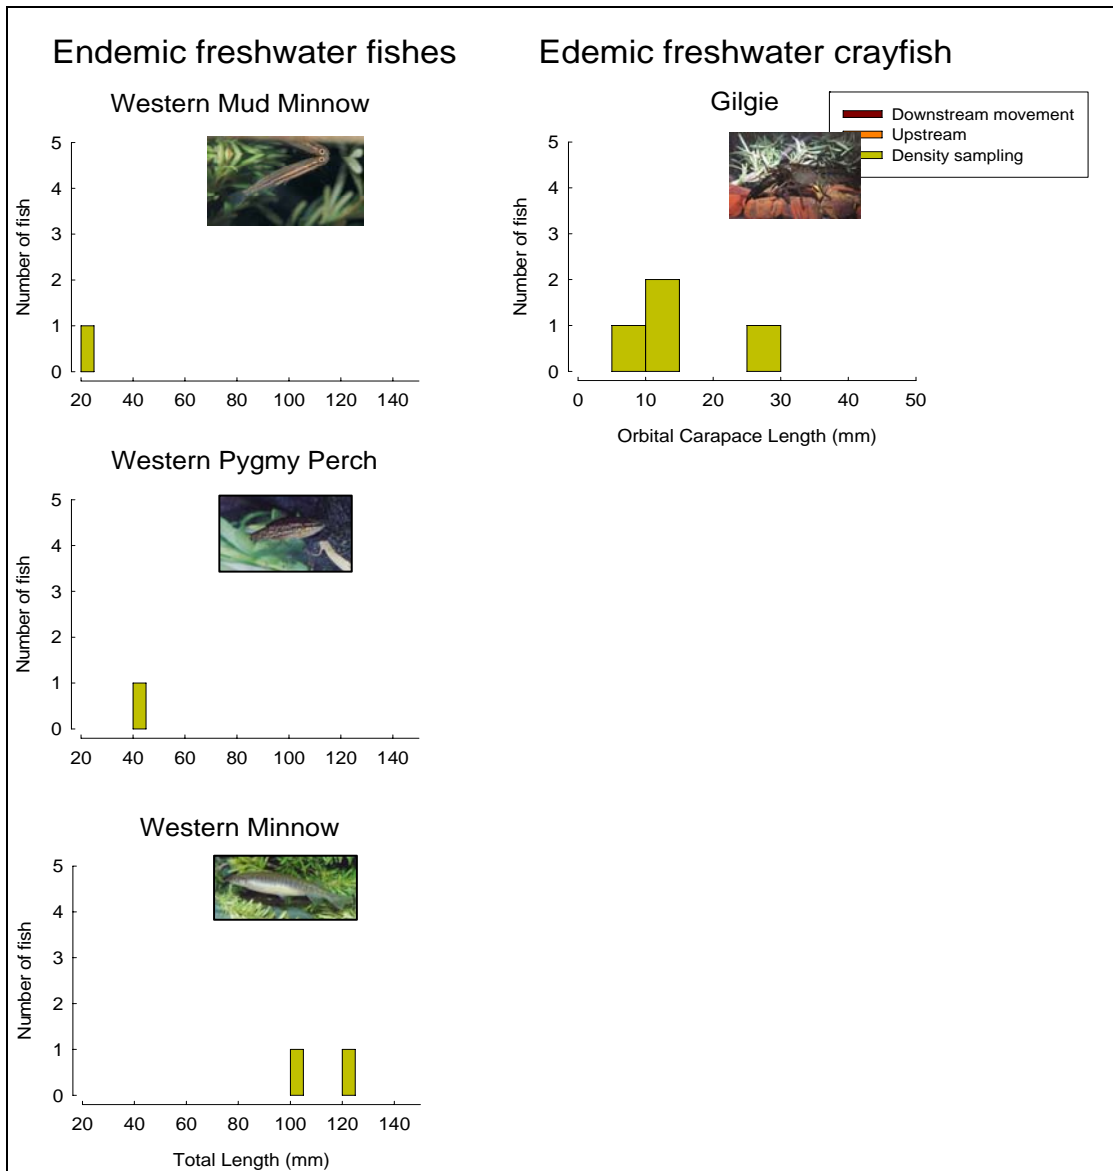 Endemic freshwater fishes
Edemic freshwater crayfish
Western Mud Minnow
5
4
3
2
1
0
Number of fish
20 40 60 80 100 120 140
Gilgie
Downstream movement
Upstream
Density sampling
5
4
3
2
1
0
Number of fish
0 10 20 30 40 50
Orbital Carapace Length (mm)
Western Pygmy Perch
5
4
3
2
1
0
Number of fish
20 40 60 80 100 120 140
Western Minnow
5
4
3
2
1
0
Number of fish
20 40 60 80 100 120 140
Total Length (mm)